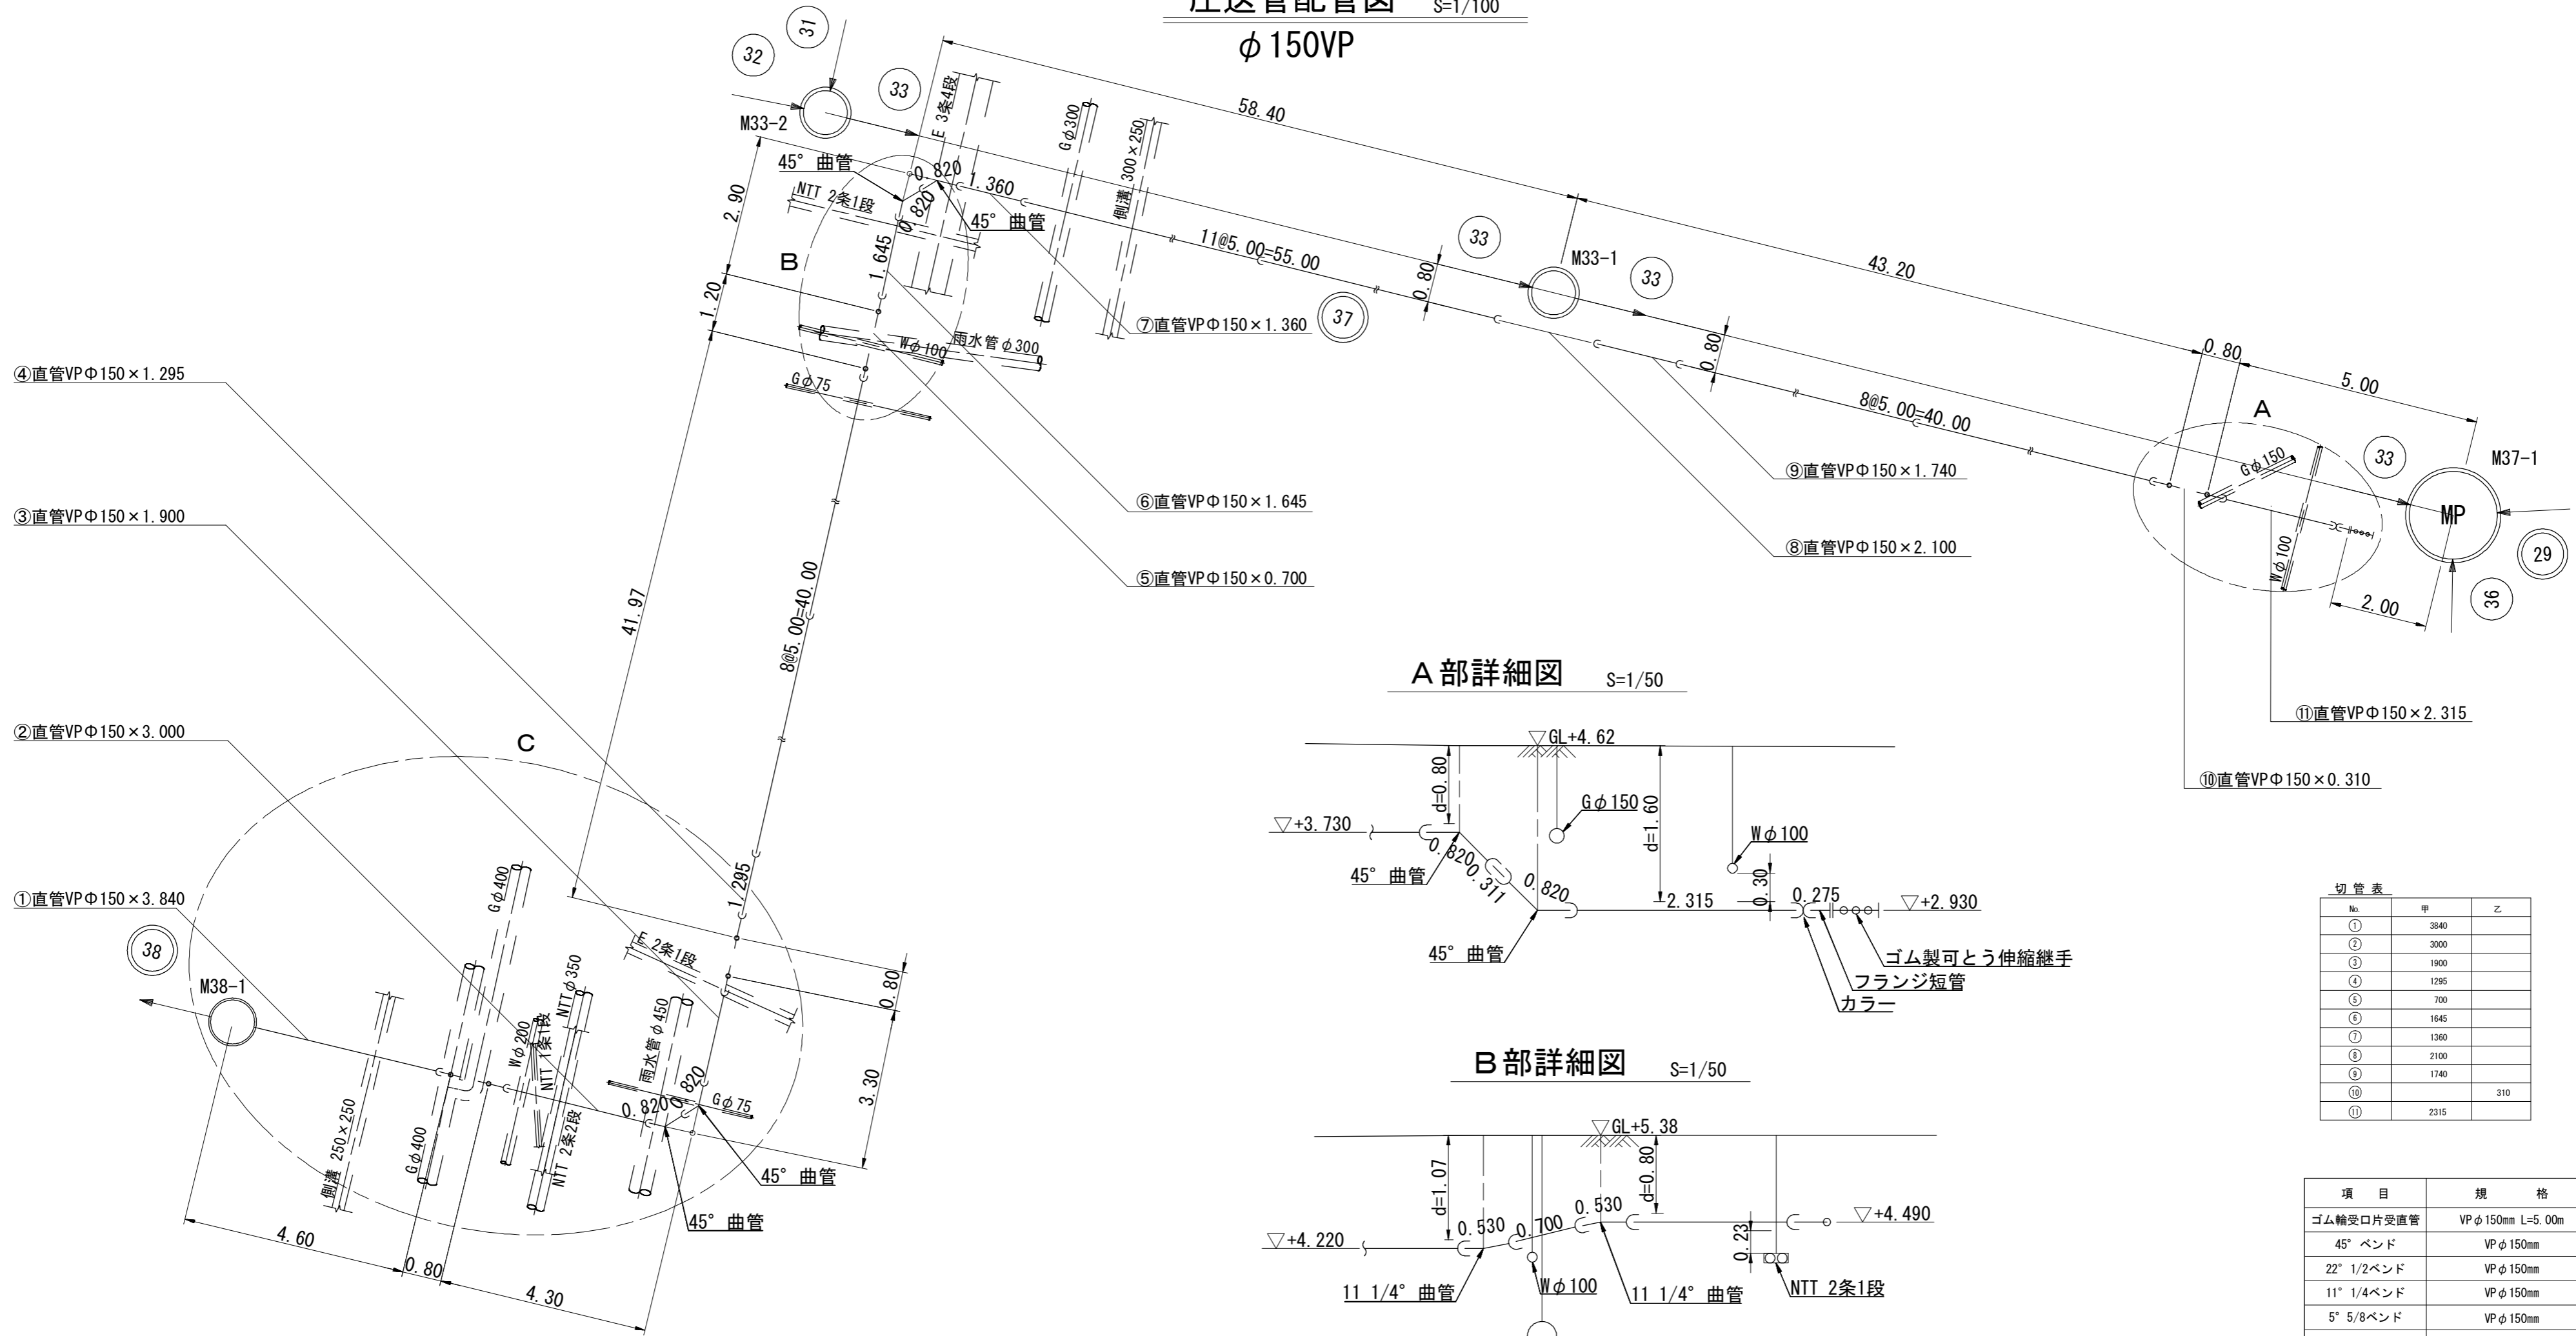 圧送管配管図 S=1/100
φ150VP
31
32
33
M33-2
E 3条4段
Gφ300
側溝 300×250
58.40
45° 曲管
0.820
1.360
0.820
45° 曲管
NTT 2条1段
2.90
1.20
B
1.645
11@5.00=55.00
33
M33-1
33
0.80
37
0.80
43.20
0.80
5.00
8@5.00=40.00
A
Gφ150
33
M37-1
MP
29
36
Wφ100
2.00
Wφ100
雨水管φ300
Gφ75
⑦直管VPΦ150×1.360
④直管VPΦ150×1.295
⑨直管VPΦ150×1.740
⑥直管VPΦ150×1.645
③直管VPΦ150×1.900
⑧直管VPΦ150×2.100
⑤直管VPΦ150×0.700
41.97
8@5.00=40.00
⑪直管VPΦ150×2.315
⑩直管VPΦ150×0.310
②直管VPΦ150×3.000
C
①直管VPΦ150×3.840
38
M38-1
Gφ400
1.295
E 2条1段
NTTφ350
Wφ200
NTT 1条1段
雨水管φ450
0.80
3.30
0.820
0.820
Gφ75
側溝 250×250
Gφ400
NTT 2条2段
45° 曲管
45° 曲管
4.60
0.80
4.30
A部詳細図 S=1/50
GL+4.62
d=0.80
Gφ150
d=1.60
Wφ100
+3.730
0.820
0.311
0.820
45° 曲管
2.315
0.30
0.275
+2.930
45° 曲管
ゴム製可とう伸縮継手
フランジ短管
カラー
B部詳細図 S=1/50
GL+5.38
d=1.07
d=0.80
0.530
0.700
0.530
+4.490
+4.220
0.23
11 1/4° 曲管
Wφ100
11 1/4° 曲管
NTT 2条1段
切管表
No. 甲 乙
① 3840
② 3000
③ 1900
④ 1295
⑤ 700
⑥ 1645
⑦ 1360
⑧ 2100
⑨ 1740
⑩ 310
⑪ 2315
項 目 規 格
ゴム輪受口片受直管 VPφ150mm L=5.00m
45° ベンド VPφ150mm
22° 1/2ベンド VPφ150mm
11° 1/4ベンド VPφ150mm
5° 5/8ベンド VPφ150mm